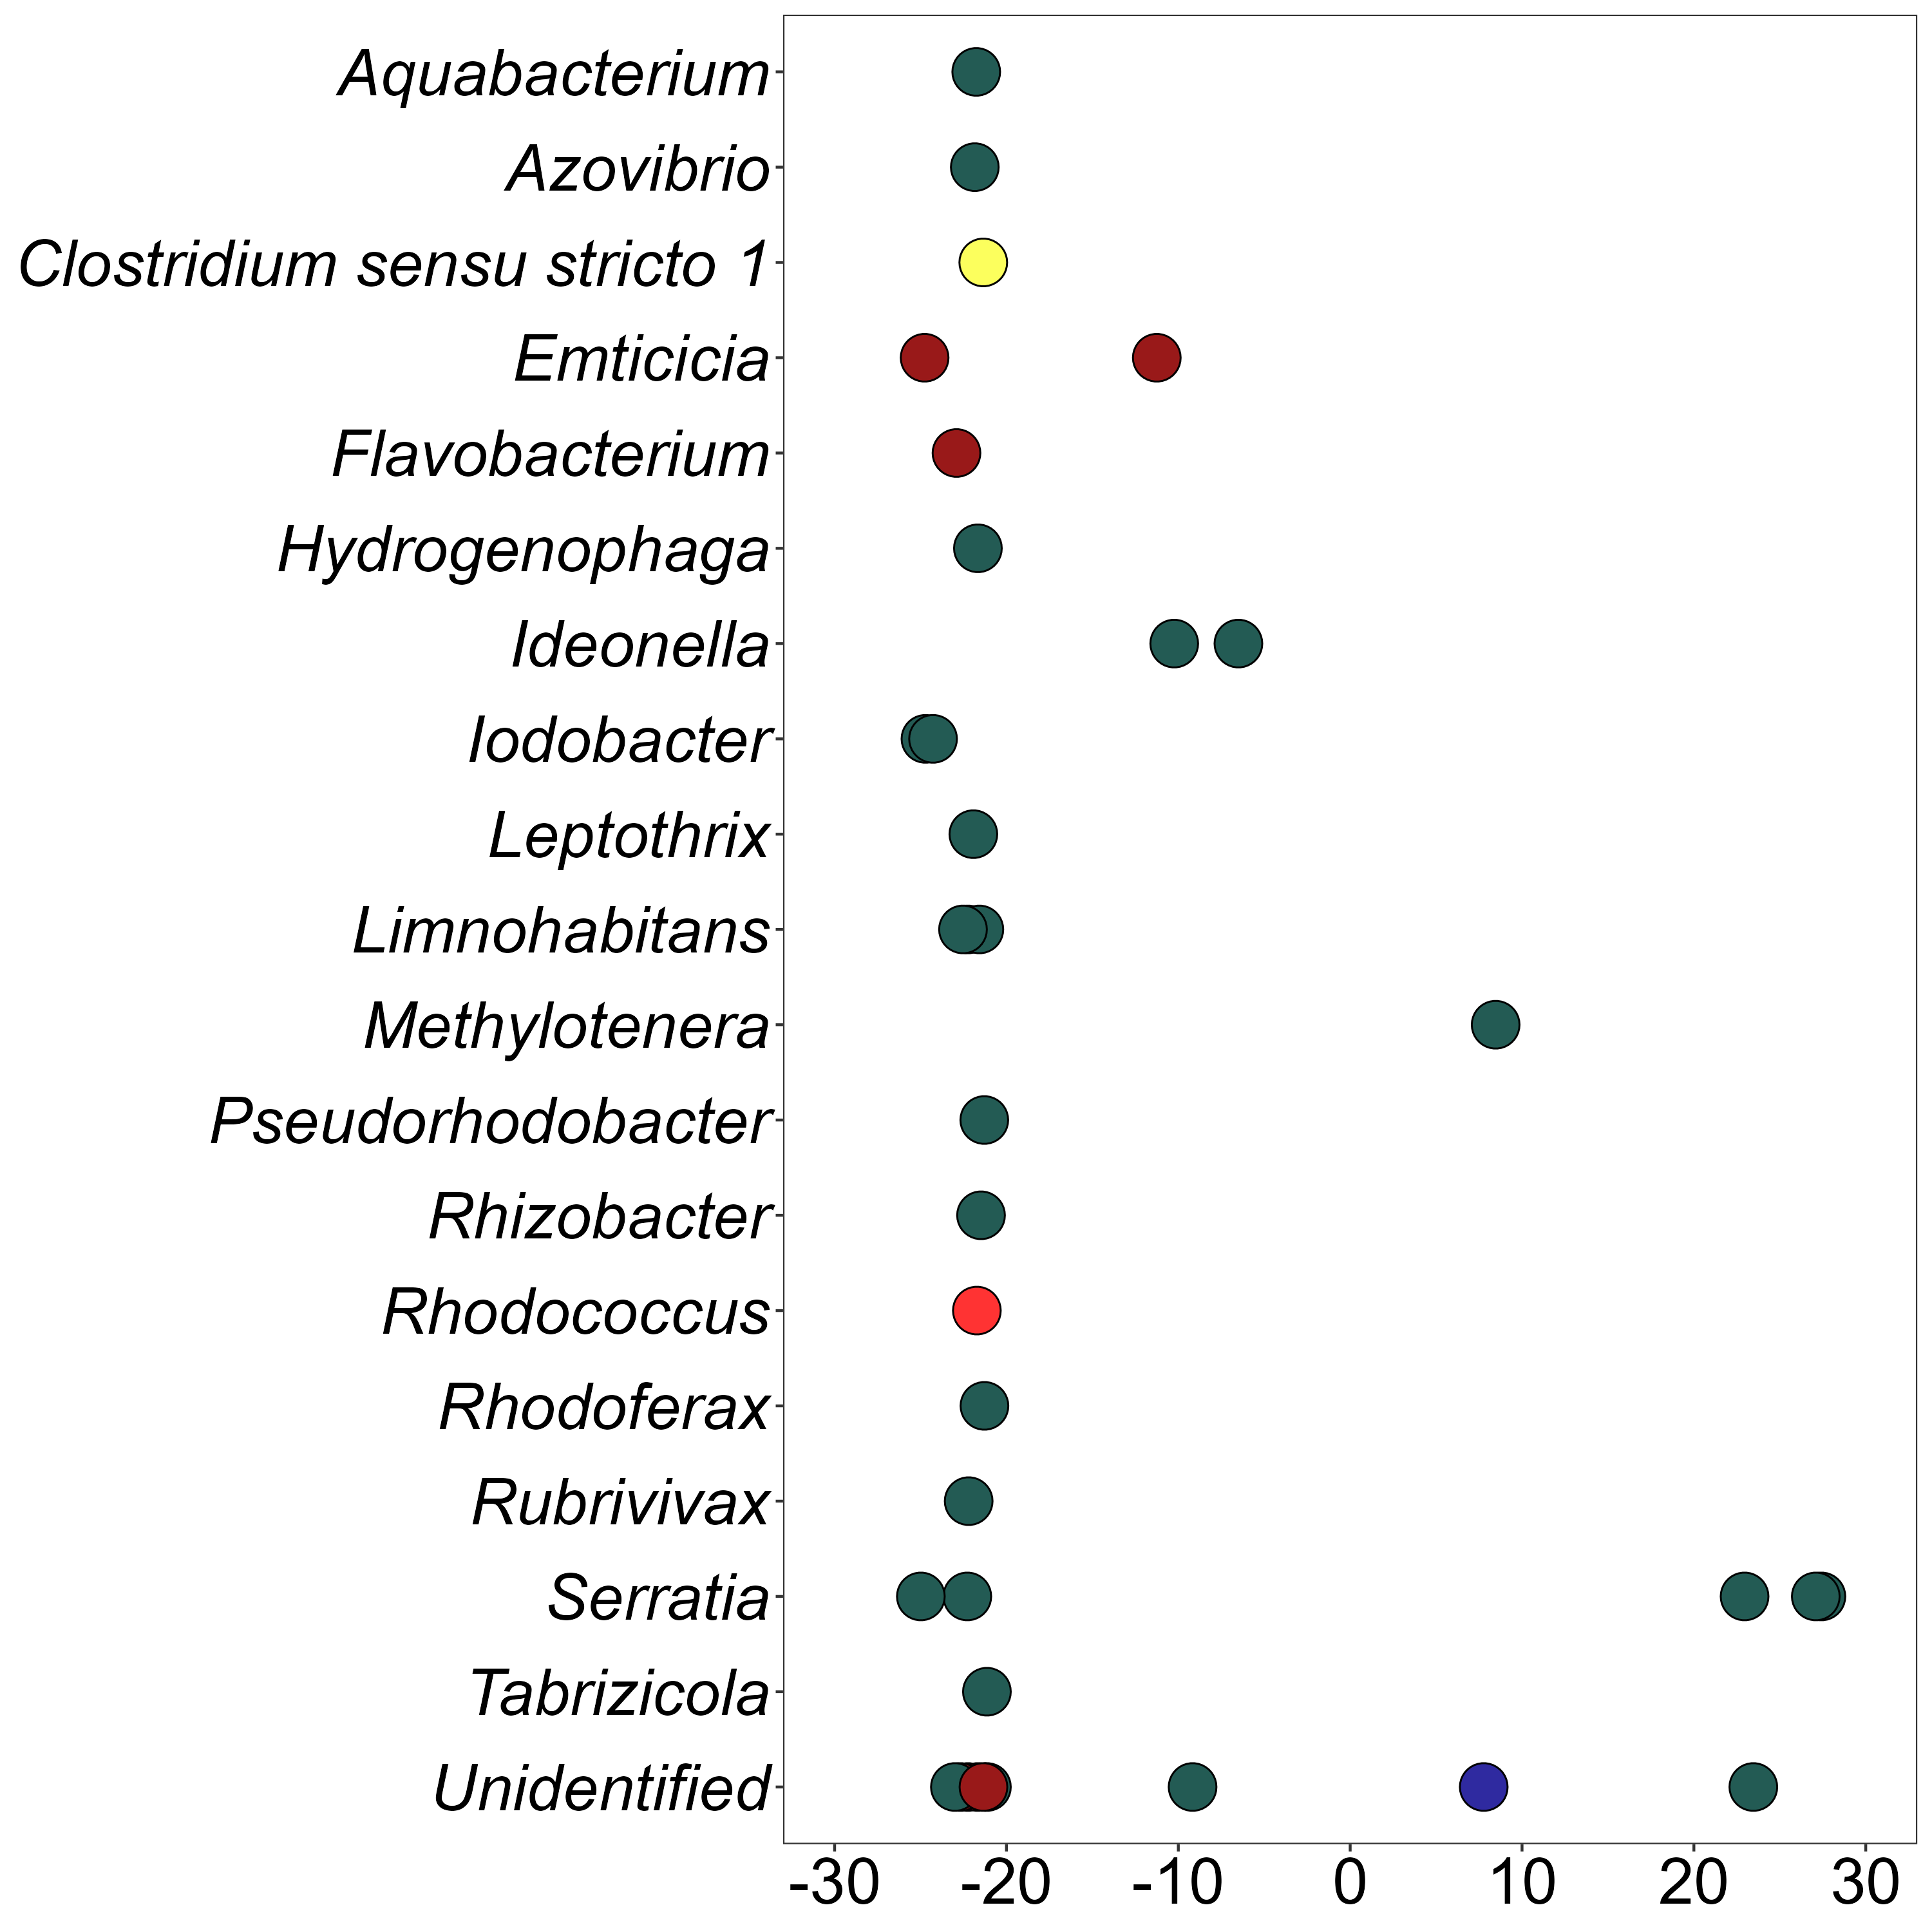 Aquabacterium
Azovibrio
Clostridium sensu stricto 1
Emticicia
Flavobacterium
Hydrogenophaga
Ideonella
Iodobacter
Leptothrix
Limnohabitans
Methylotenera
Pseudorhodobacter
Rhizobacter
Rhodococcus
Rhodoferax
Rubrivivax
Serratia
Tabrizicola
Unidentified
-30 -20 -10 0 10 20 30